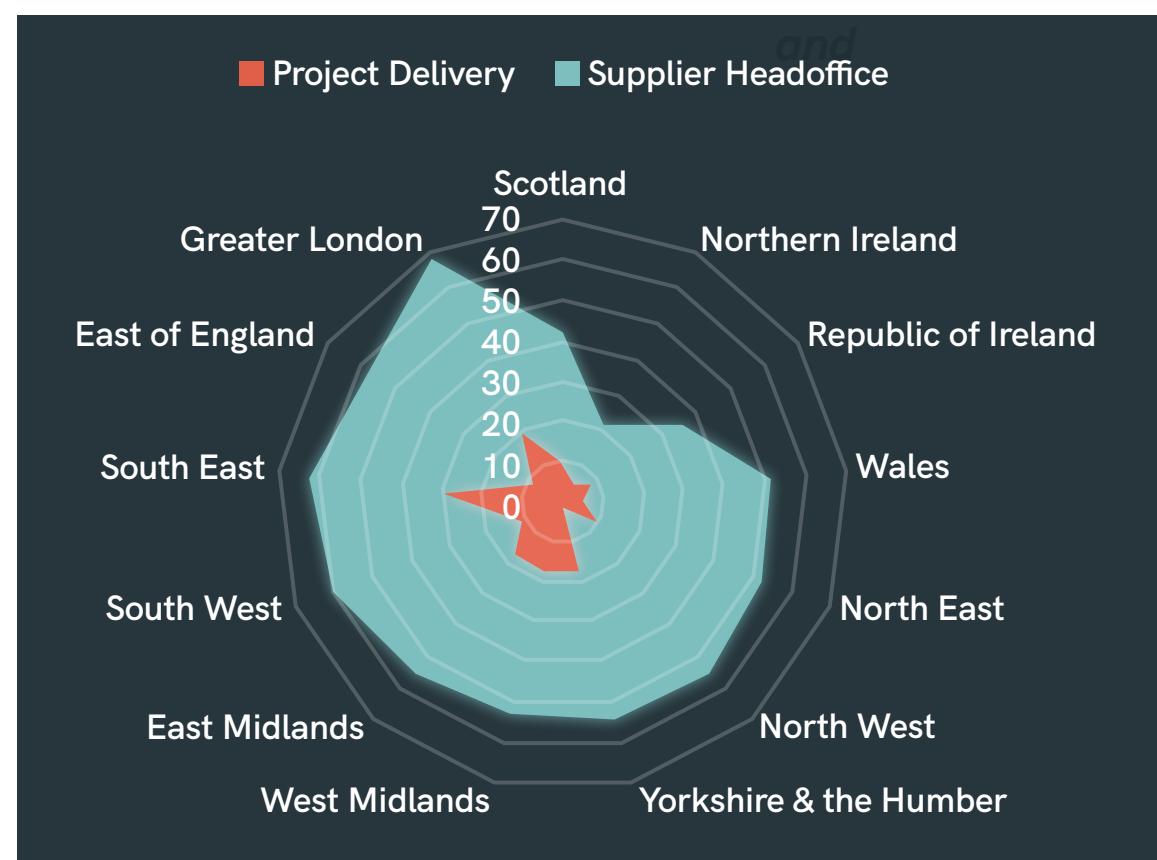 and
Project Delivery Supplier Headoffice
Scotland
70
Greater London Northern Ireland
60
50
East of England Republic of Ireland
40
30
20
South East 10 Wales
0
South West North East
East Midlands North West
West Midlands Yorkshire & the Humber